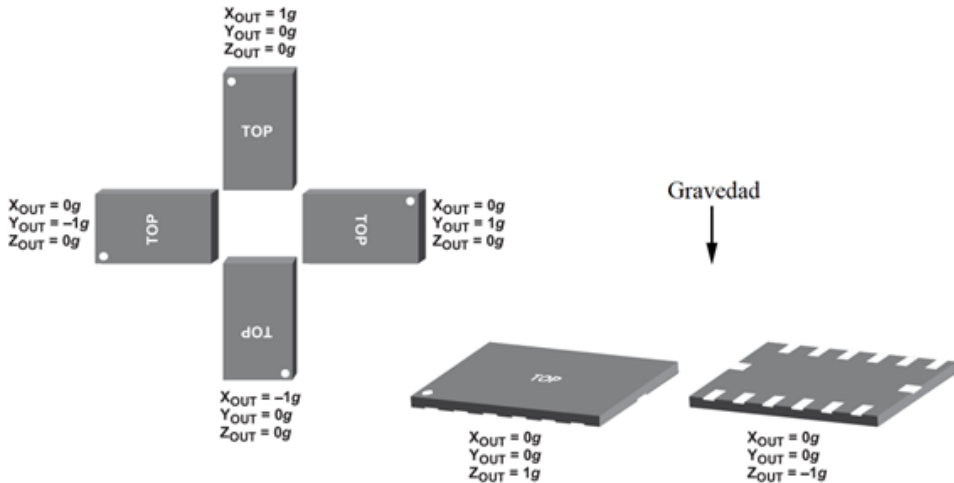 XOUT = 1g
YOUT = 0g
ZOUT = 0g
TOP
XOUT = 0g
YOUT = –1g
ZOUT = 0g
TOP
TOP
XOUT = 0g
YOUT = 1g
ZOUT = 0g
TOP
XOUT = –1g
YOUT = 0g
ZOUT = 0g
Gravedad
TOP
XOUT = 0g
YOUT = 0g
ZOUT = 1g
XOUT = 0g
YOUT = 0g
ZOUT = –1g